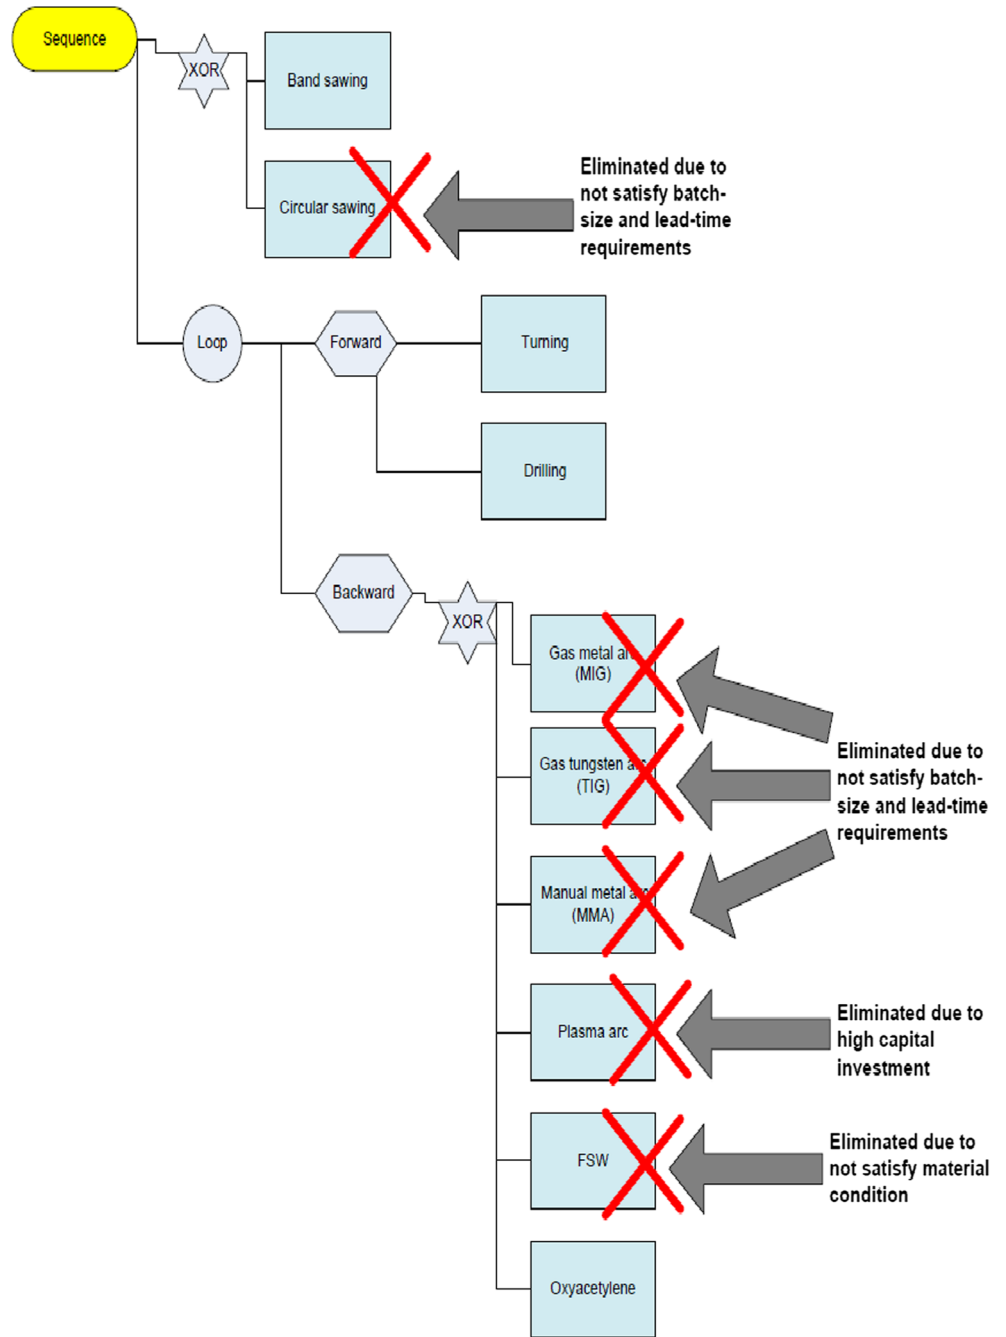 Sequence
XOR
Band sawing
Circular sawing
Eliminated due to
not satisfy batch-
size and lead-time
requirements
Loop
Forward
Turning
Drilling
Backward
XOR
Gas metal arc
(MIG)
Gas tungsten arc
(TIG)
Manual metal arc
(MMA)
Eliminated due to
not satisfy batch-
size and lead-time
requirements
Plasma arc
Eliminated due to
high capital
investment
FSW
Eliminated due to
not satisfy material
condition
Oxyacetylene